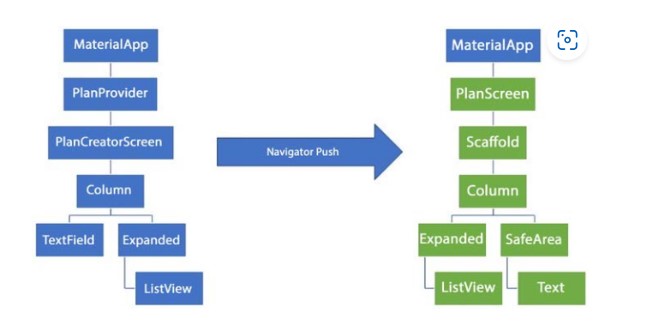 MaterialApp
PlanProvider
PlanCreatorScreen
Column
TextField
Expanded
ListView
Navigator Push
MaterialApp
PlanScreen
Scaffold
Column
Expanded
SafeArea
ListView
Text